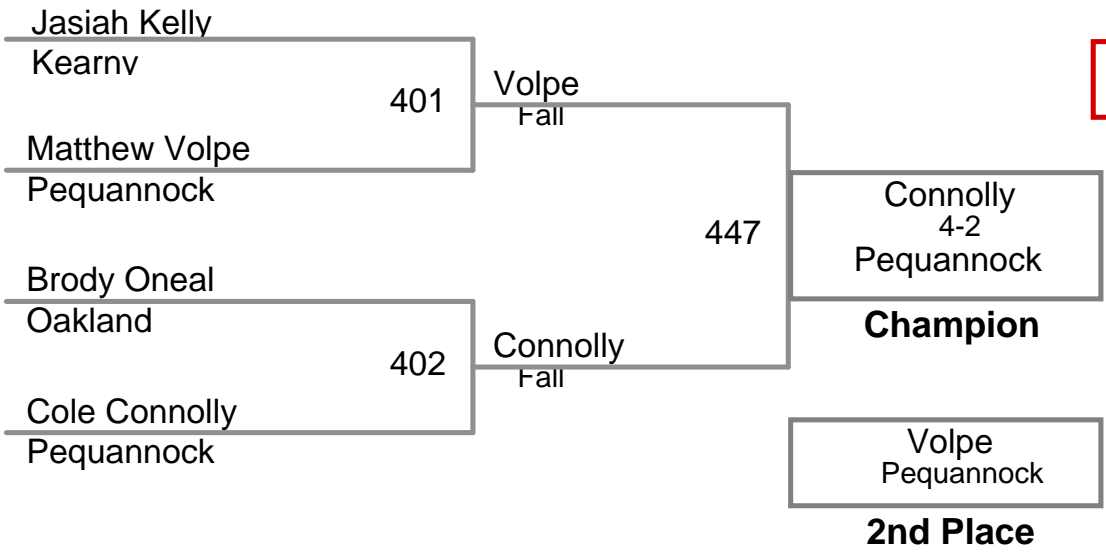 Jasiah Kelly
Kearny
401
Volpe
Fall
Matthew Volpe
Pequannock
447
Connolly
4-2
Pequannock
Champion
Brody Oneal
Oakland
402
Connolly
Fall
Cole Connolly
Pequannock
Volpe
Pequannock
2nd Place